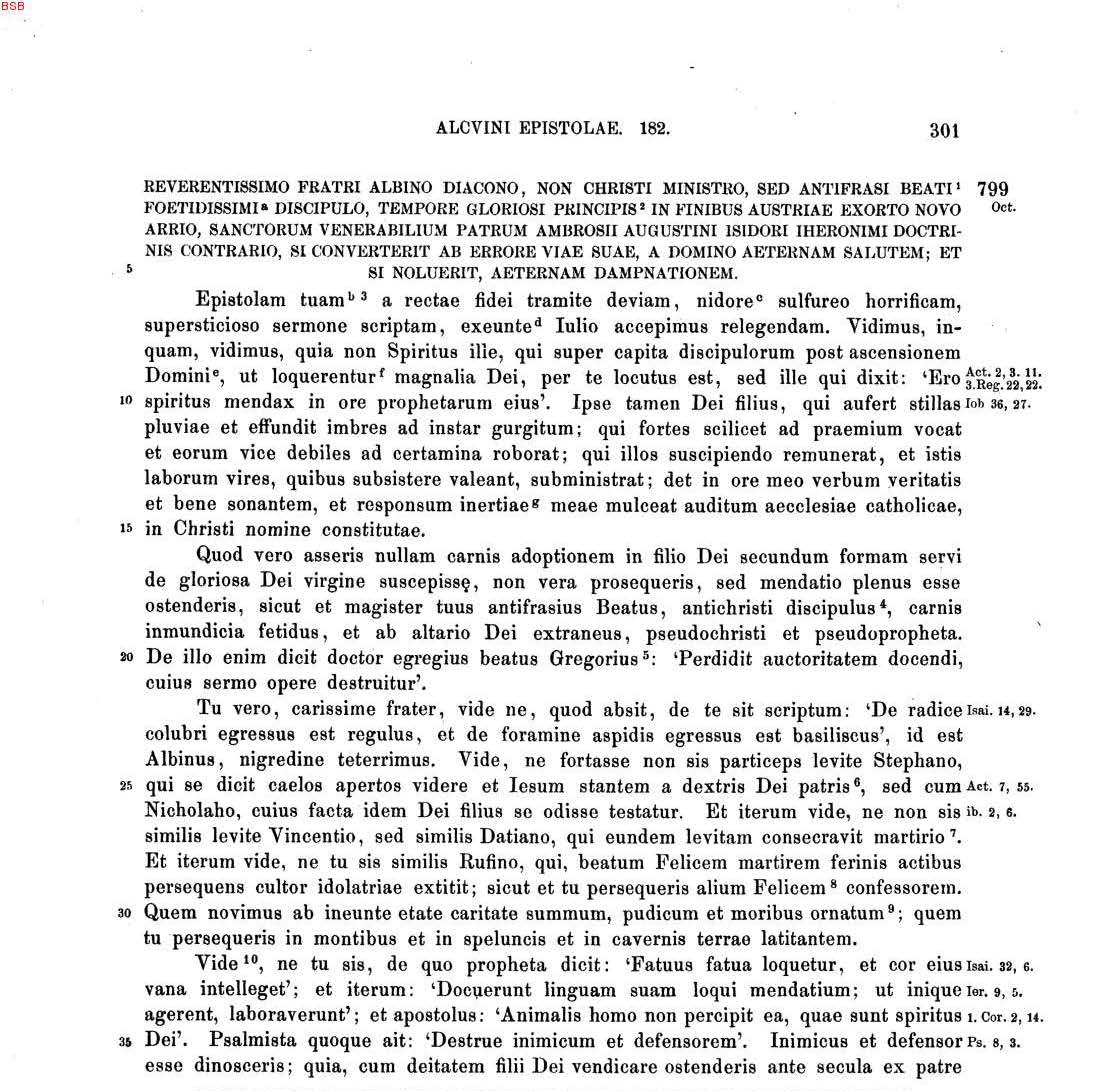 BSB
ALCVINI EPISTOLAE. 182. 301
REVERENTISSIMO FRATRI ALBINO DIACONO, NON CHRISTI MINISTRO, SED ANTIFRASI BEATI¹ 799
FOETIDISSIMIᵃ DISCIPULO, TEMPORE GLORIOSI PRINCIPIS² IN FINIBUS AUSTRIAE EXORTO NOVO Oct.
ARRIO, SANCTORUM VENERABILIUM PATRUM AMBROSII AUGUSTINI ISIDORI IHERONIMI DOCTRI-
NIS CONTRARIO, SI CONVERTERIT AB ERRORE VIAE SUAE, A DOMINO AETERNAM SALUTEM; ET
5 SI NOLUERIT, AETERNAM DAMPNATIONEM.
Epistolam tuamᵇ ³ a rectae fidei tramite deviam, nidoreᶜ sulfureo horrificam,
supersticioso sermone scriptam, exeunteᵈ Iulio accepimus relegendam. Vidimus, in-
quam, vidimus, quia non Spiritus ille, qui super capita discipulorum post ascensionem
Dominiᵉ, ut loquerenturᶠ magnalia Dei, per te locutus est, sed ille qui dixit: ‘Ero Act. 2, 3. 11. 3.Reg. 22, 22.
10 spiritus mendax in ore prophetarum eius’. Ipse tamen Dei filius, qui aufert stillas Iob 36, 27.
pluviae et effundit imbres ad instar gurgitum; qui fortes scilicet ad praemium vocat
et eorum vice debiles ad certamina roborat; qui illos suscipiendo remunerat, et istis
laborum vires, quibus subsistere valeant, subministrat; det in ore meo verbum veritatis
et bene sonantem, et responsum inertiaeᵍ meae mulceat auditum aecclesiae catholicae,
15 in Christi nomine constitutae.
Quod vero asseris nullam carnis adoptionem in filio Dei secundum formam servi
de gloriosa Dei virgine suscepissę, non vera prosequeris, sed mendatio plenus esse
ostenderis, sicut et magister tuus antifrasius Beatus, antichristi discipulus⁴, carnis
inmundicia fetidus, et ab altario Dei extraneus, pseudochristi et pseudopropheta.
20 De illo enim dicit doctor egregius beatus Gregorius⁵: ‘Perdidit auctoritatem docendi,
cuius sermo opere destruitur’.
Tu vero, carissime frater, vide ne, quod absit, de te sit scriptum: ‘De radice Isai. 14, 29.
colubri egressus est regulus, et de foramine aspidis egressus est basiliscus’, id est
Albinus, nigredine teterrimus. Vide, ne fortasse non sis particeps levite Stephano,
25 qui se dicit caelos apertos videre et Iesum stantem a dextris Dei patris⁶, sed cum Act. 7, 55.
Nicholaho, cuius facta idem Dei filius se odisse testatur. Et iterum vide, ne non sis ib. 2, 6.
similis levite Vincentio, sed similis Datiano, qui eundem levitam consecravit martirio⁷.
Et iterum vide, ne tu sis similis Rufino, qui, beatum Felicem martirem ferinis actibus
persequens cultor idolatriae extitit; sicut et tu persequeris alium Felicem⁸ confessorem.
30 Quem novimus ab ineunte etate caritate summum, pudicum et moribus ornatum⁹; quem
tu persequeris in montibus et in speluncis et in cavernis terrae latitantem.
Vide¹⁰, ne tu sis, de quo propheta dicit: ‘Fatuus fatua loquetur, et cor eius Isai. 32, 6.
vana intelleget’; et iterum: ‘Docuerunt linguam suam loqui mendatium; ut inique Ier. 9, 5.
agerent, laboraverunt’; et apostolus: ‘Animalis homo non percipit ea, quae sunt spiritus 1. Cor. 2, 14.
35 Dei’. Psalmista quoque ait: ‘Destrue inimicum et defensorem’. Inimicus et defensor Ps. 8, 3.
esse dinosceris; quia, cum deitatem filii Dei vendicare ostenderis ante secula ex patre